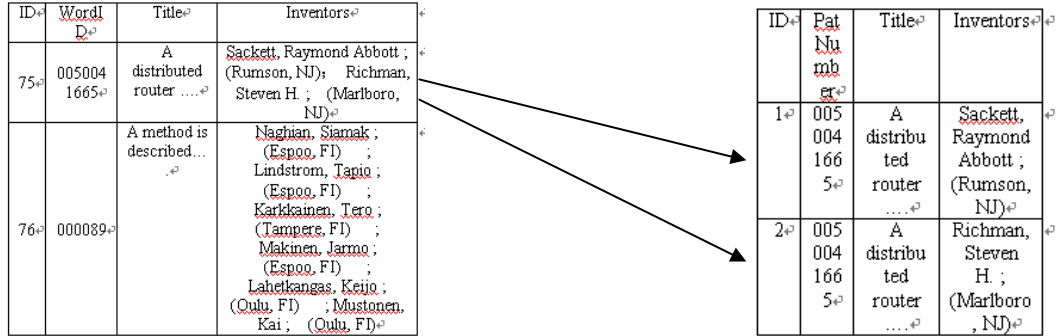 ID WordI Title Inventors
D
75 005004 1665 A distributed router .... Sackett, Raymond Abbott ;
(Rumson, NJ); Richman,
Steven H. ; (Marlboro,
NJ)
76 000089 A method is described... . Naghian, Siamak ;
(Espoo, FI) ;
Lindstrom, Tapio ;
(Espoo, FI) ;
Karkkainen, Tero ;
(Tampere, FI) ;
Makinen, Jarmo ;
(Espoo, FI) ;
Lahetkangas, Keijo ;
(Oulu, FI) ; Mustonen,
Kai ; (Oulu, FI)
ID Pat Title Inventors
Nu
mb
er
1 005 A Sackett,
004 distribu Raymond
166 ted Abbott ;
5 router (Rumson,
.... NJ)
2 005 A Richman,
004 distribu Steven
166 ted H. ;
5 router (Marlboro
.... , NJ)